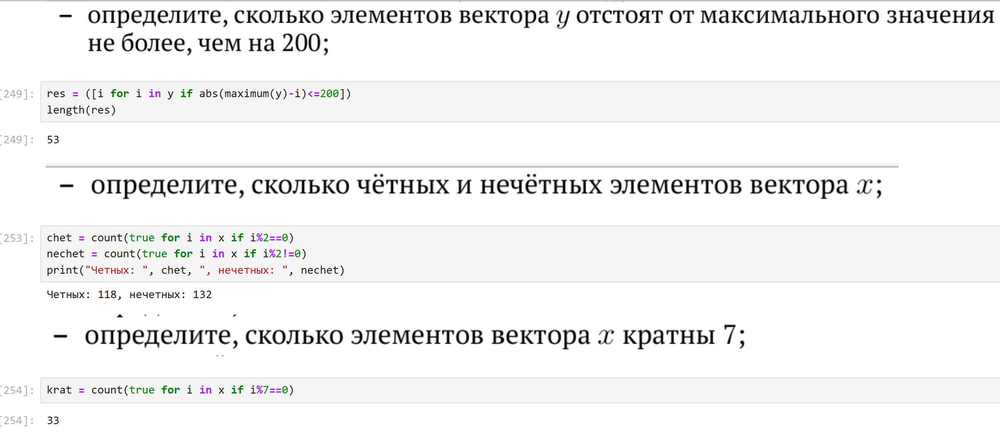 – определите, сколько элементов вектора y отстоят от максимального значения
не более, чем на 200;
[249]: res = ([i for i in y if abs(maximum(y)-i)<=200])
length(res)
[249]: 53
– определите, сколько чётных и нечётных элементов вектора x;
[253]: chet = count(true for i in x if i%2==0)
nechet = count(true for i in x if i%2!=0)
print("Четных: ", chet, ", нечетных: ", nechet)
Четных: 118, нечетных: 132
– определите, сколько элементов вектора x кратны 7;
[254]: krat = count(true for i in x if i%7==0)
[254]: 33